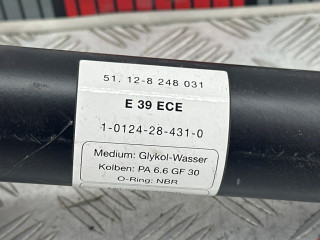 51. 12-8 248 031
E 39 ECE
1-0124-28-431-0
Medium: Glykol-Wasser
Kolben: PA 6.6 GF 30
O-Ring: NBR